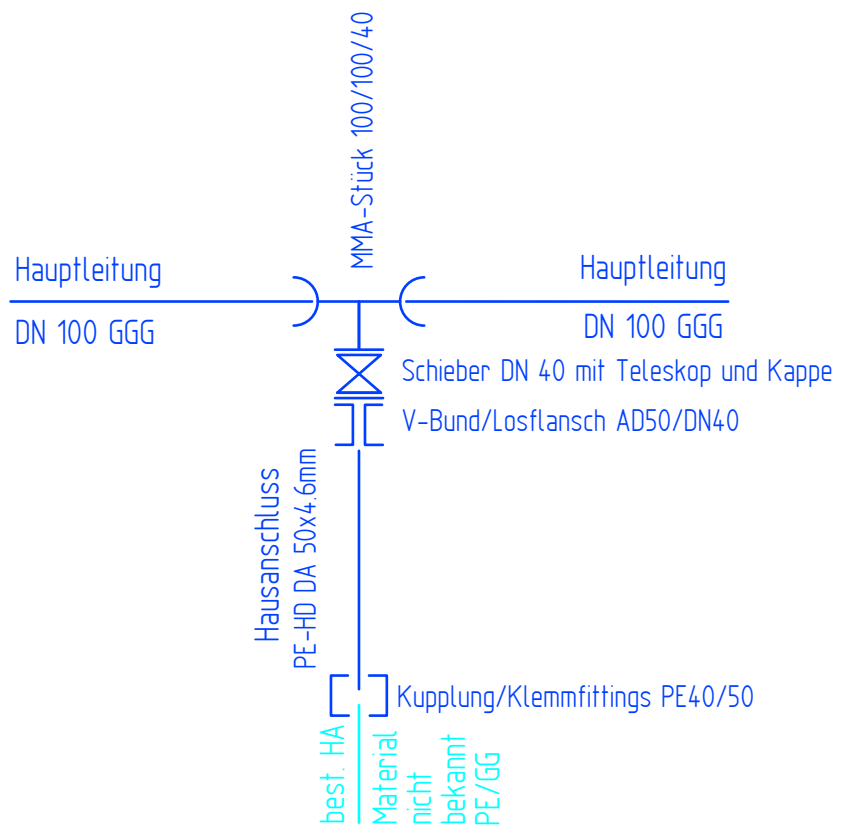 MMA-Stück 100/100/40
Hauptleitung
DN 100 GGG
Hauptleitung
DN 100 GGG
Schieber DN 40 mit Teleskop und Kappe
V-Bund/Losflansch AD50/DN40
Hausanschluss
PE-HD DA 50x4.6mm
Kupplung/Klemmfittings PE40/50
best. HA
Material
nicht
bekannt
PE/GG